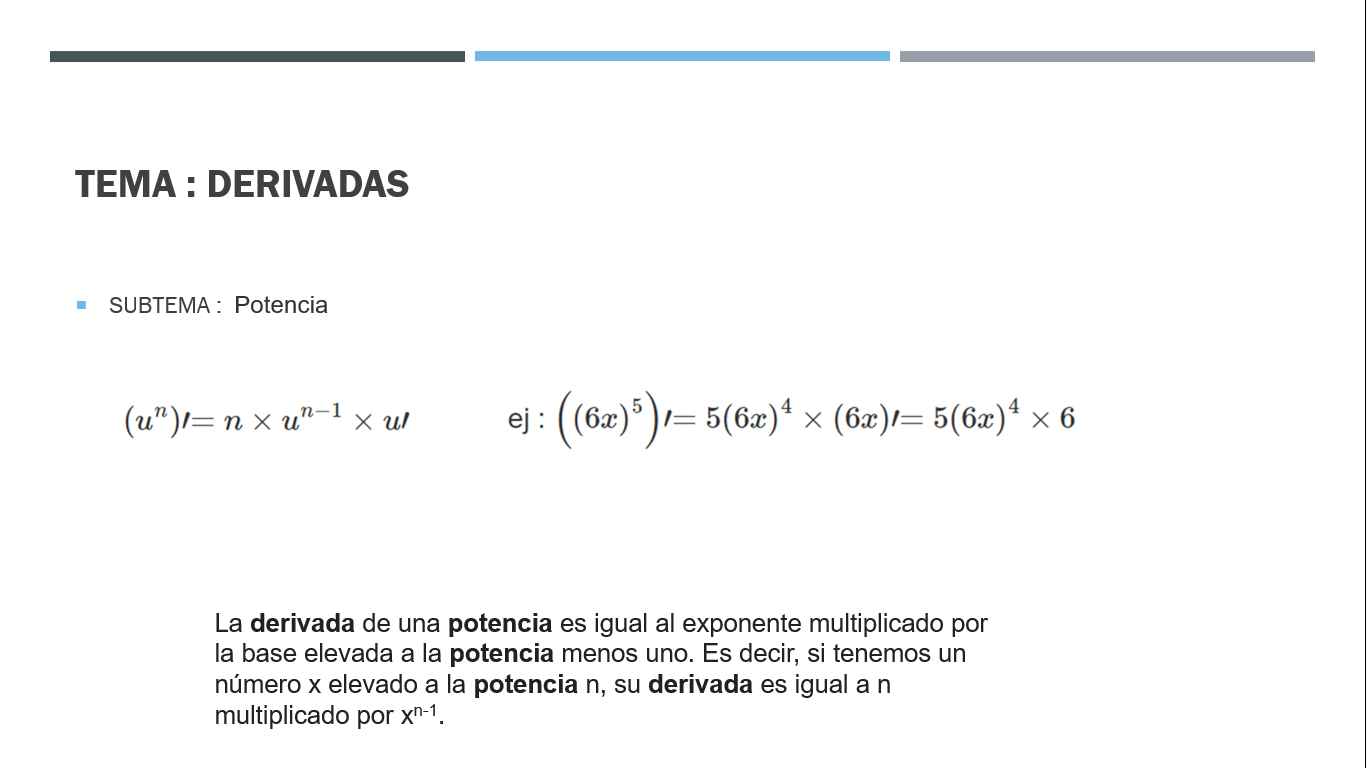 TEMA : DERIVADAS
SUBTEMA : Potencia
(uⁿ)′= n × uⁿ⁻¹ × u′
ej : ((6x)⁵)′= 5(6x)⁴ × (6x)′= 5(6x)⁴ × 6
La derivada de una potencia es igual al exponente multiplicado por
la base elevada a la potencia menos uno. Es decir, si tenemos un
número x elevado a la potencia n, su derivada es igual a n
multiplicado por xⁿ⁻¹.